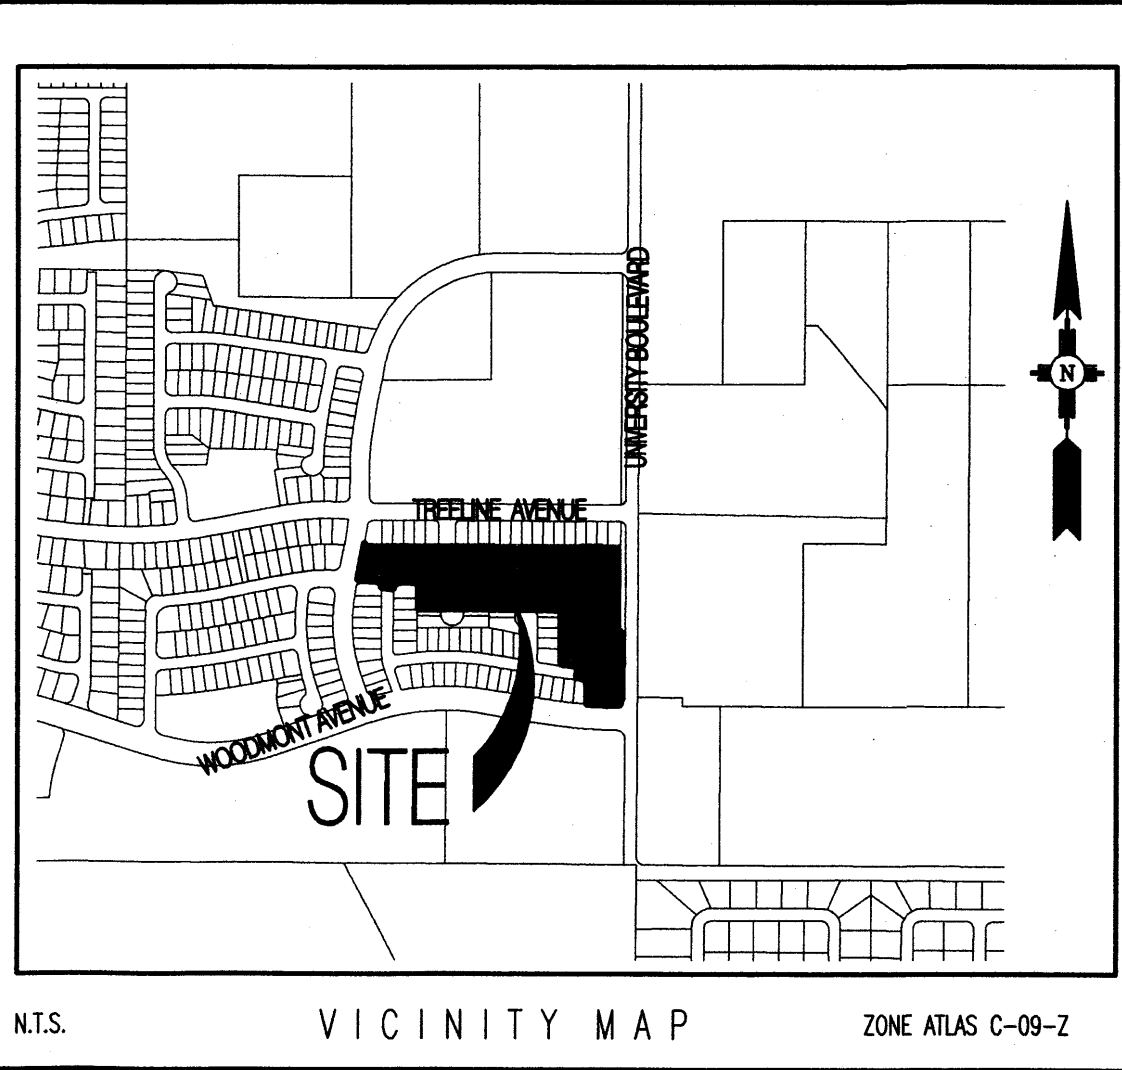 UNIVERSITY BOULEVARD
N
TREELINE AVENUE
WOODMONT AVENUE
SITE
N.T.S.
VICINITY MAP
ZONE ATLAS C-09-Z